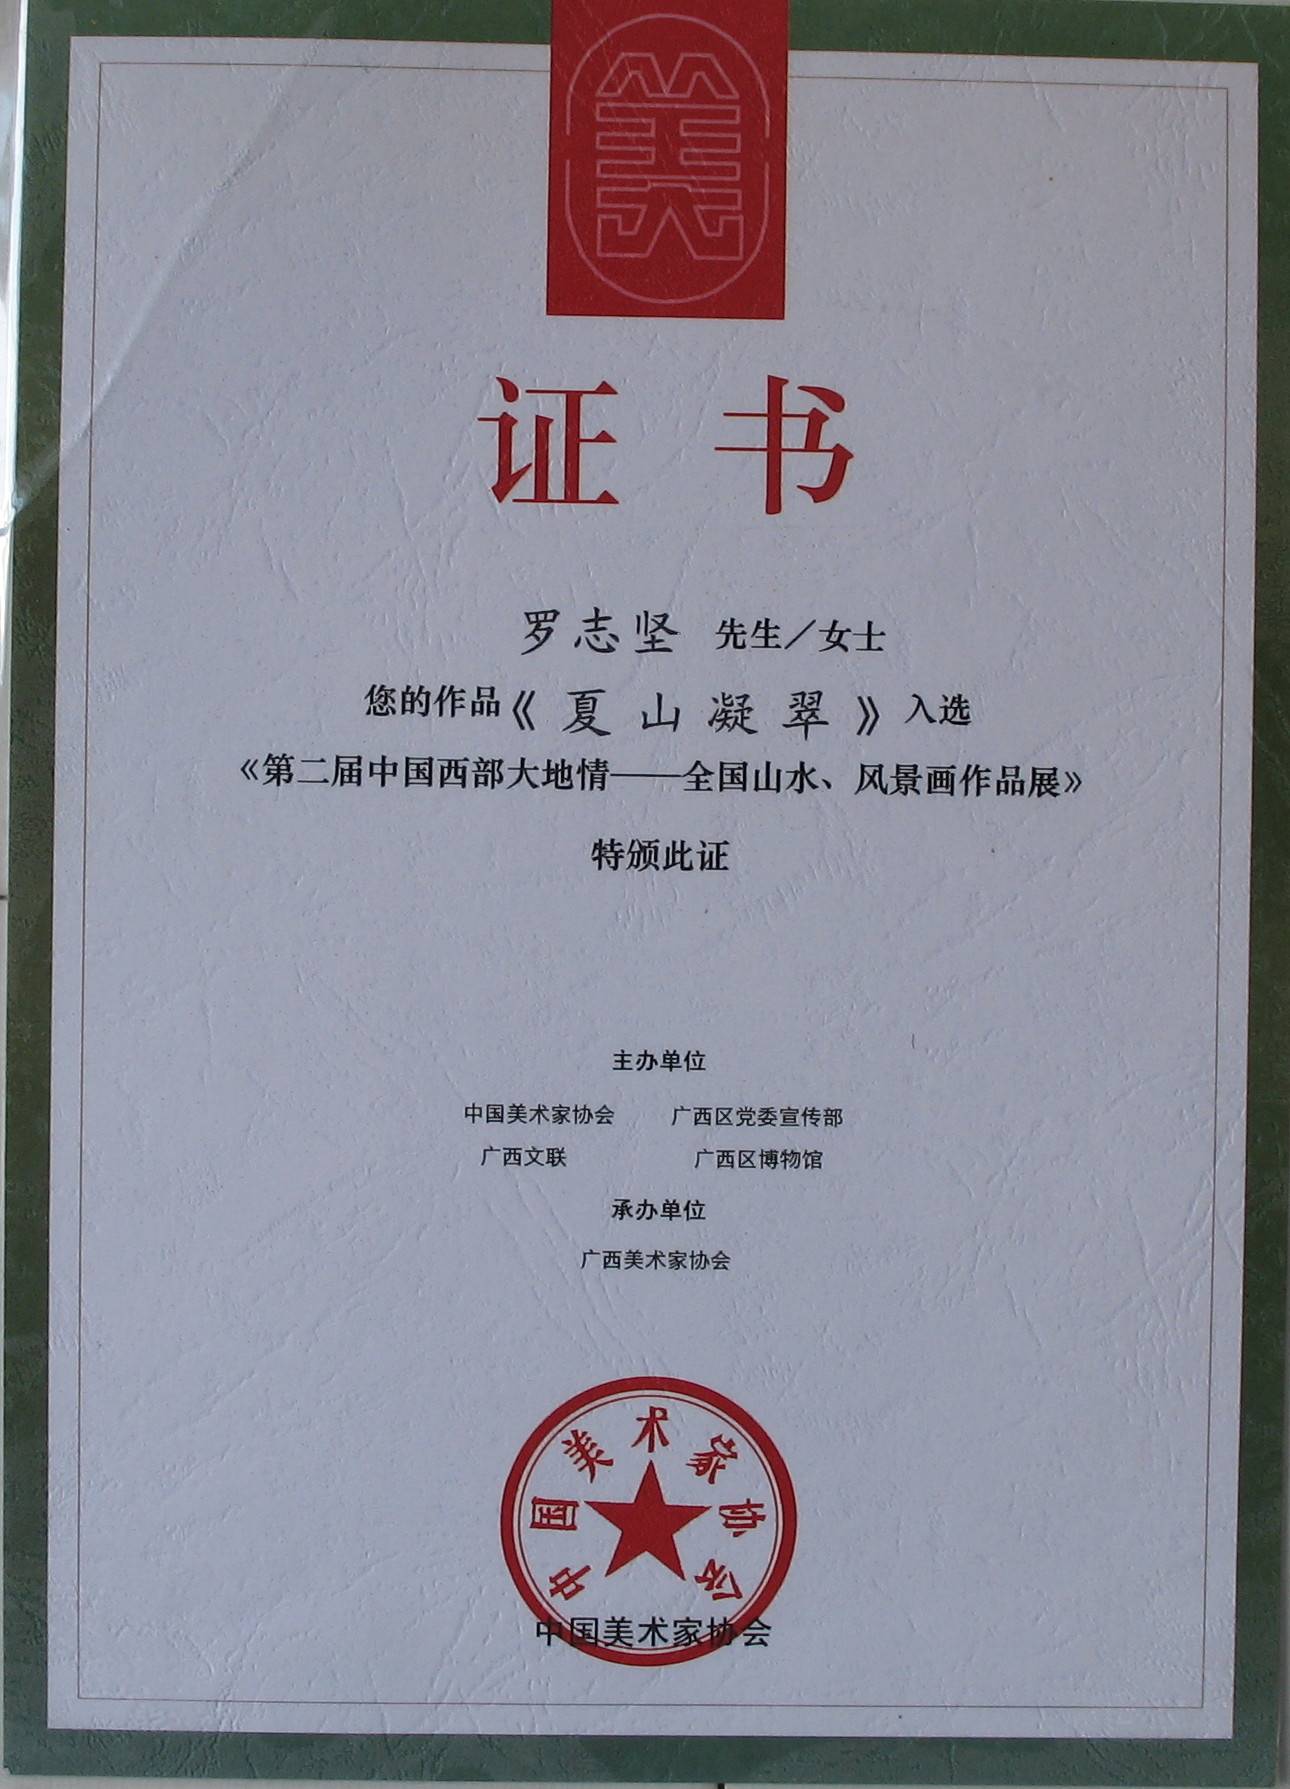 美
证书
罗志坚 先生／女士
您的作品《夏山凝翠》入选
《第二届中国西部大地情——全国山水、风景画作品展》
特颁此证
主办单位
中国美术家协会 广西区党委宣传部
广西文联 广西区博物馆
承办单位
广西美术家协会
中国美术家协会
中国美术家协会